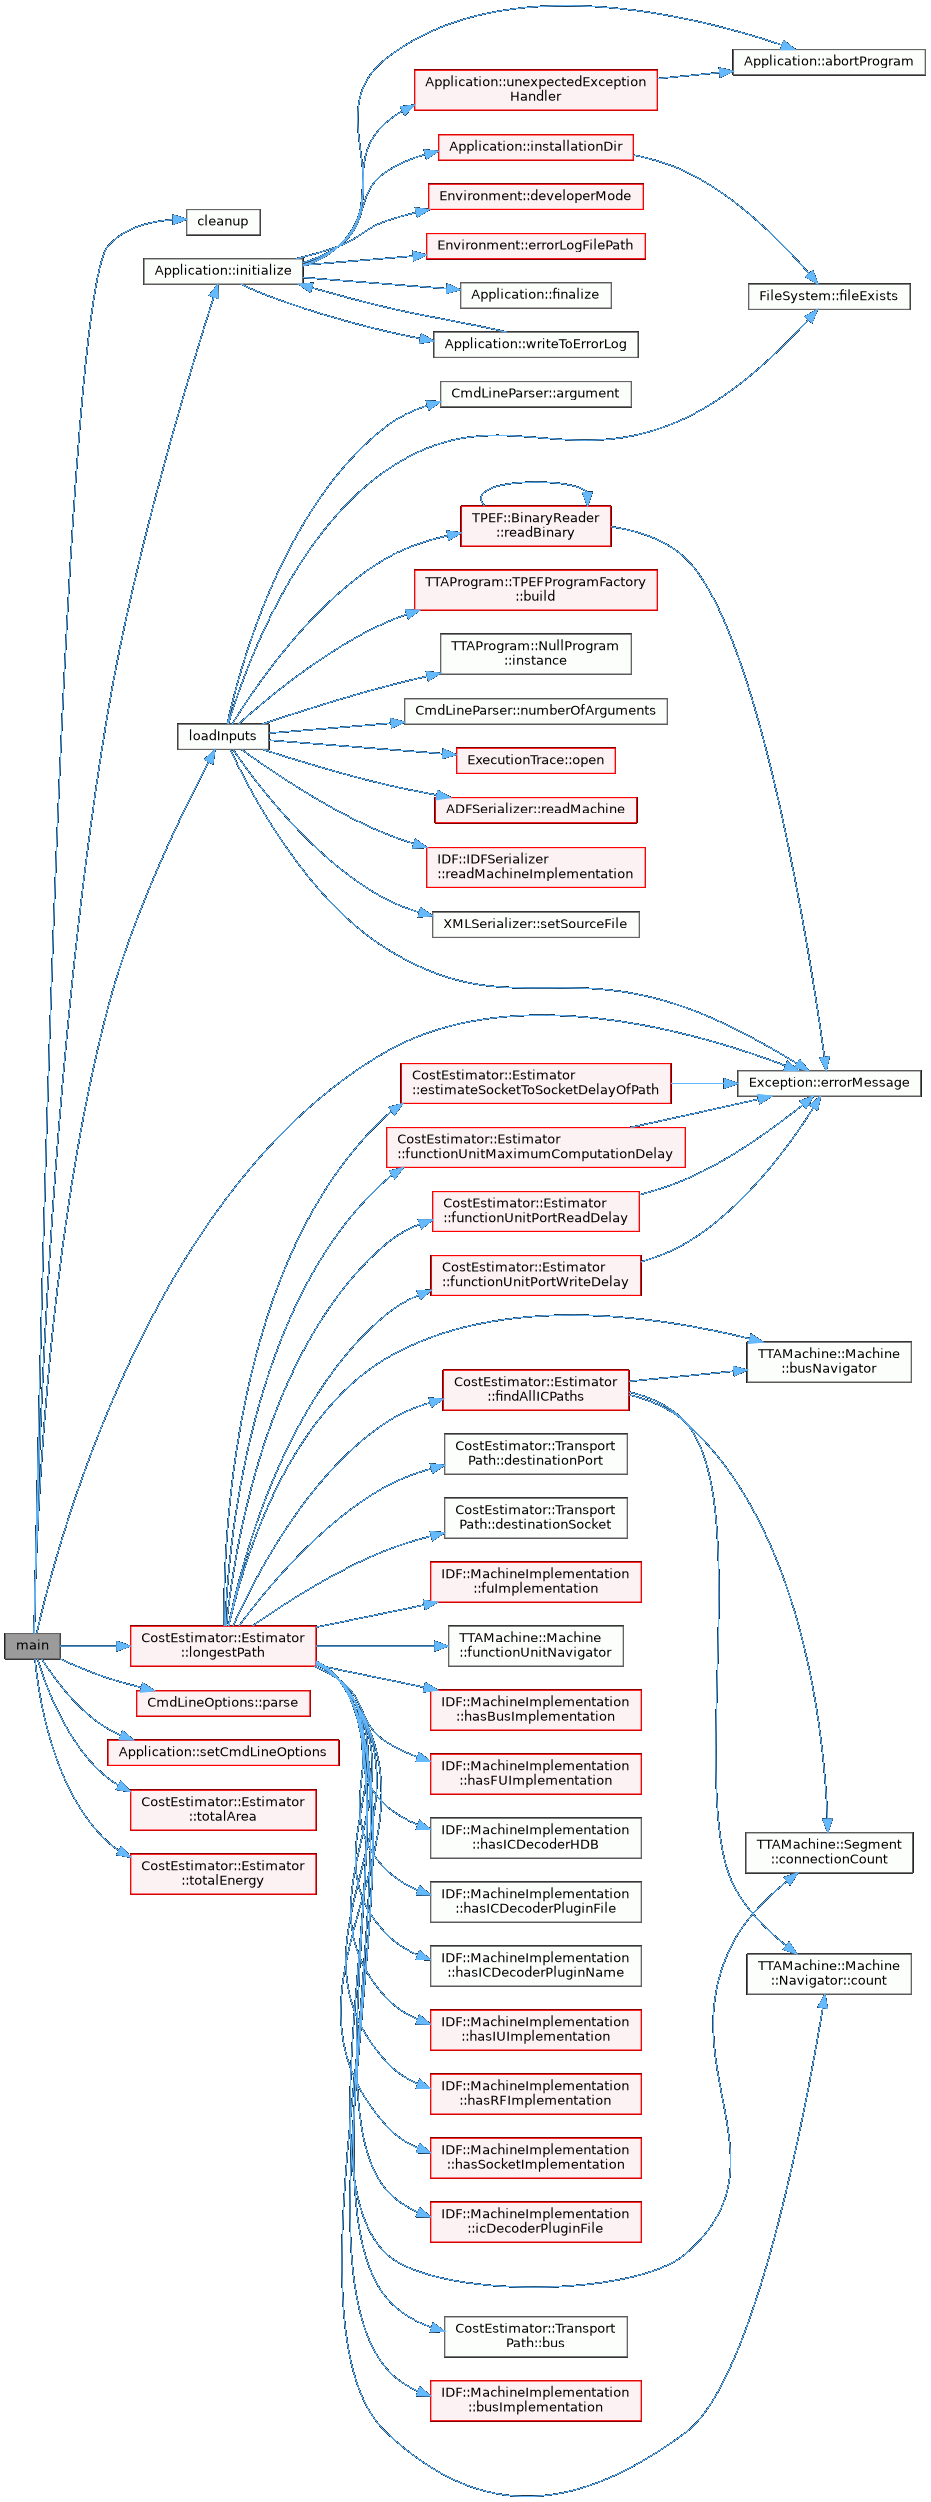 Application::abortProgram
Application::unexpectedException
Handler
Application::installationDir
Environment::developerMode
cleanup
Environment::errorLogFilePath
Application::initialize
Application::finalize
FileSystem::fileExists
Application::writeToErrorLog
CmdLineParser::argument
TPEF::BinaryReader
::readBinary
TTAProgram::TPEFProgramFactory
::build
TTAProgram::NullProgram
::instance
CmdLineParser::numberOfArguments
loadInputs
ExecutionTrace::open
ADFSerializer::readMachine
IDF::IDFSerializer
::readMachineImplementation
XMLSerializer::setSourceFile
CostEstimator::Estimator
::estimateSocketToSocketDelayOfPath
Exception::errorMessage
CostEstimator::Estimator
::functionUnitMaximumComputationDelay
CostEstimator::Estimator
::functionUnitPortReadDelay
CostEstimator::Estimator
::functionUnitPortWriteDelay
TTAMachine::Machine
::busNavigator
CostEstimator::Estimator
::findAllICPaths
CostEstimator::Transport
Path::destinationPort
CostEstimator::Transport
Path::destinationSocket
IDF::MachineImplementation
::fuImplementation
main
CostEstimator::Estimator
::longestPath
TTAMachine::Machine
::functionUnitNavigator
CmdLineOptions::parse
IDF::MachineImplementation
::hasBusImplementation
Application::setCmdLineOptions
IDF::MachineImplementation
::hasFUImplementation
CostEstimator::Estimator
::totalArea
IDF::MachineImplementation
::hasICDecoderHDB
TTAMachine::Segment
::connectionCount
CostEstimator::Estimator
::totalEnergy
IDF::MachineImplementation
::hasICDecoderPluginFile
IDF::MachineImplementation
::hasICDecoderPluginName
TTAMachine::Machine
::Navigator::count
IDF::MachineImplementation
::hasIUImplementation
IDF::MachineImplementation
::hasRFImplementation
IDF::MachineImplementation
::hasSocketImplementation
IDF::MachineImplementation
::icDecoderPluginFile
CostEstimator::Transport
Path::bus
IDF::MachineImplementation
::busImplementation